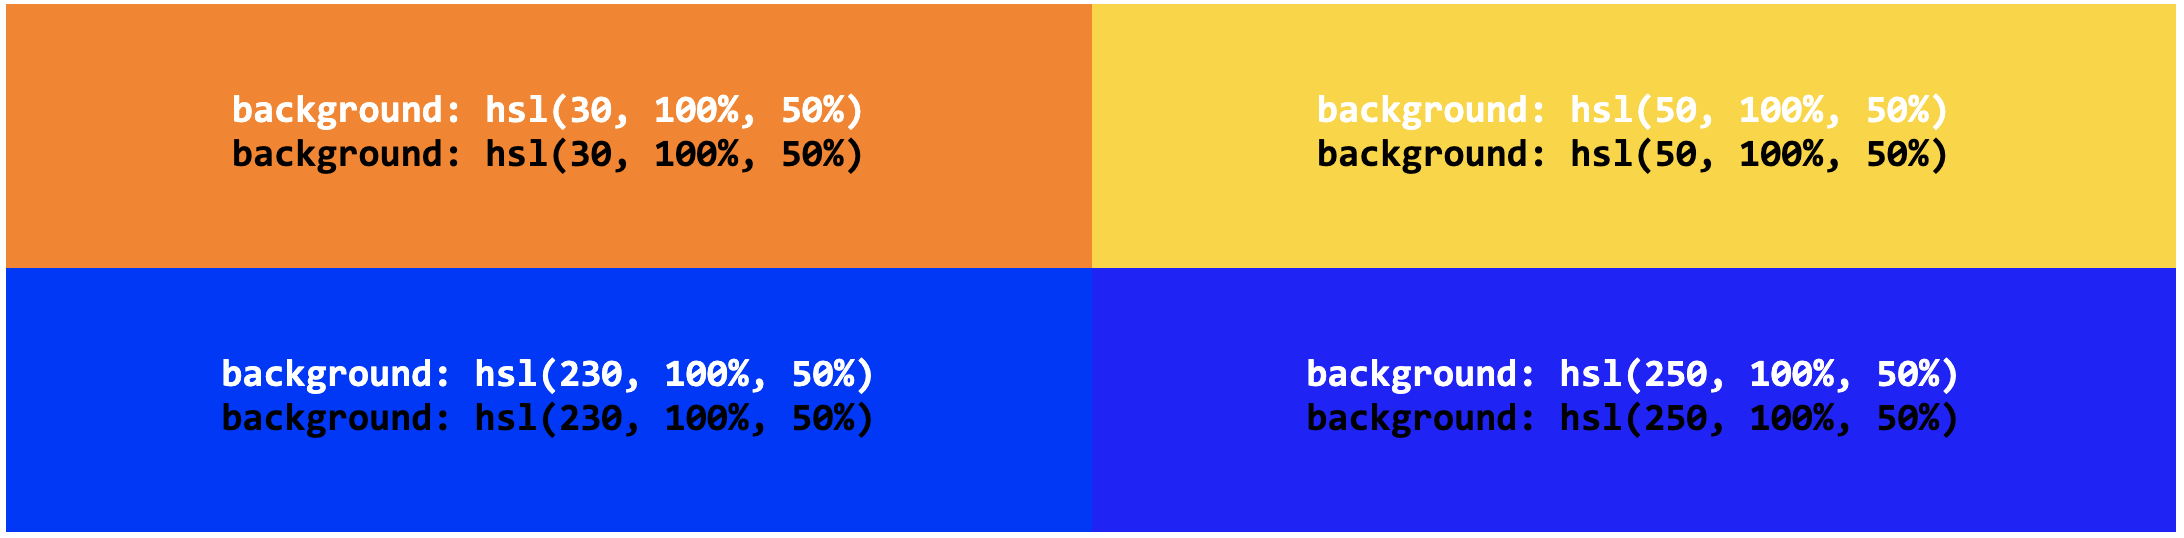 background: hsl(30, 100%, 50%)
background: hsl(30, 100%, 50%)
background: hsl(50, 100%, 50%)
background: hsl(50, 100%, 50%)
background: hsl(230, 100%, 50%)
background: hsl(230, 100%, 50%)
background: hsl(250, 100%, 50%)
background: hsl(250, 100%, 50%)